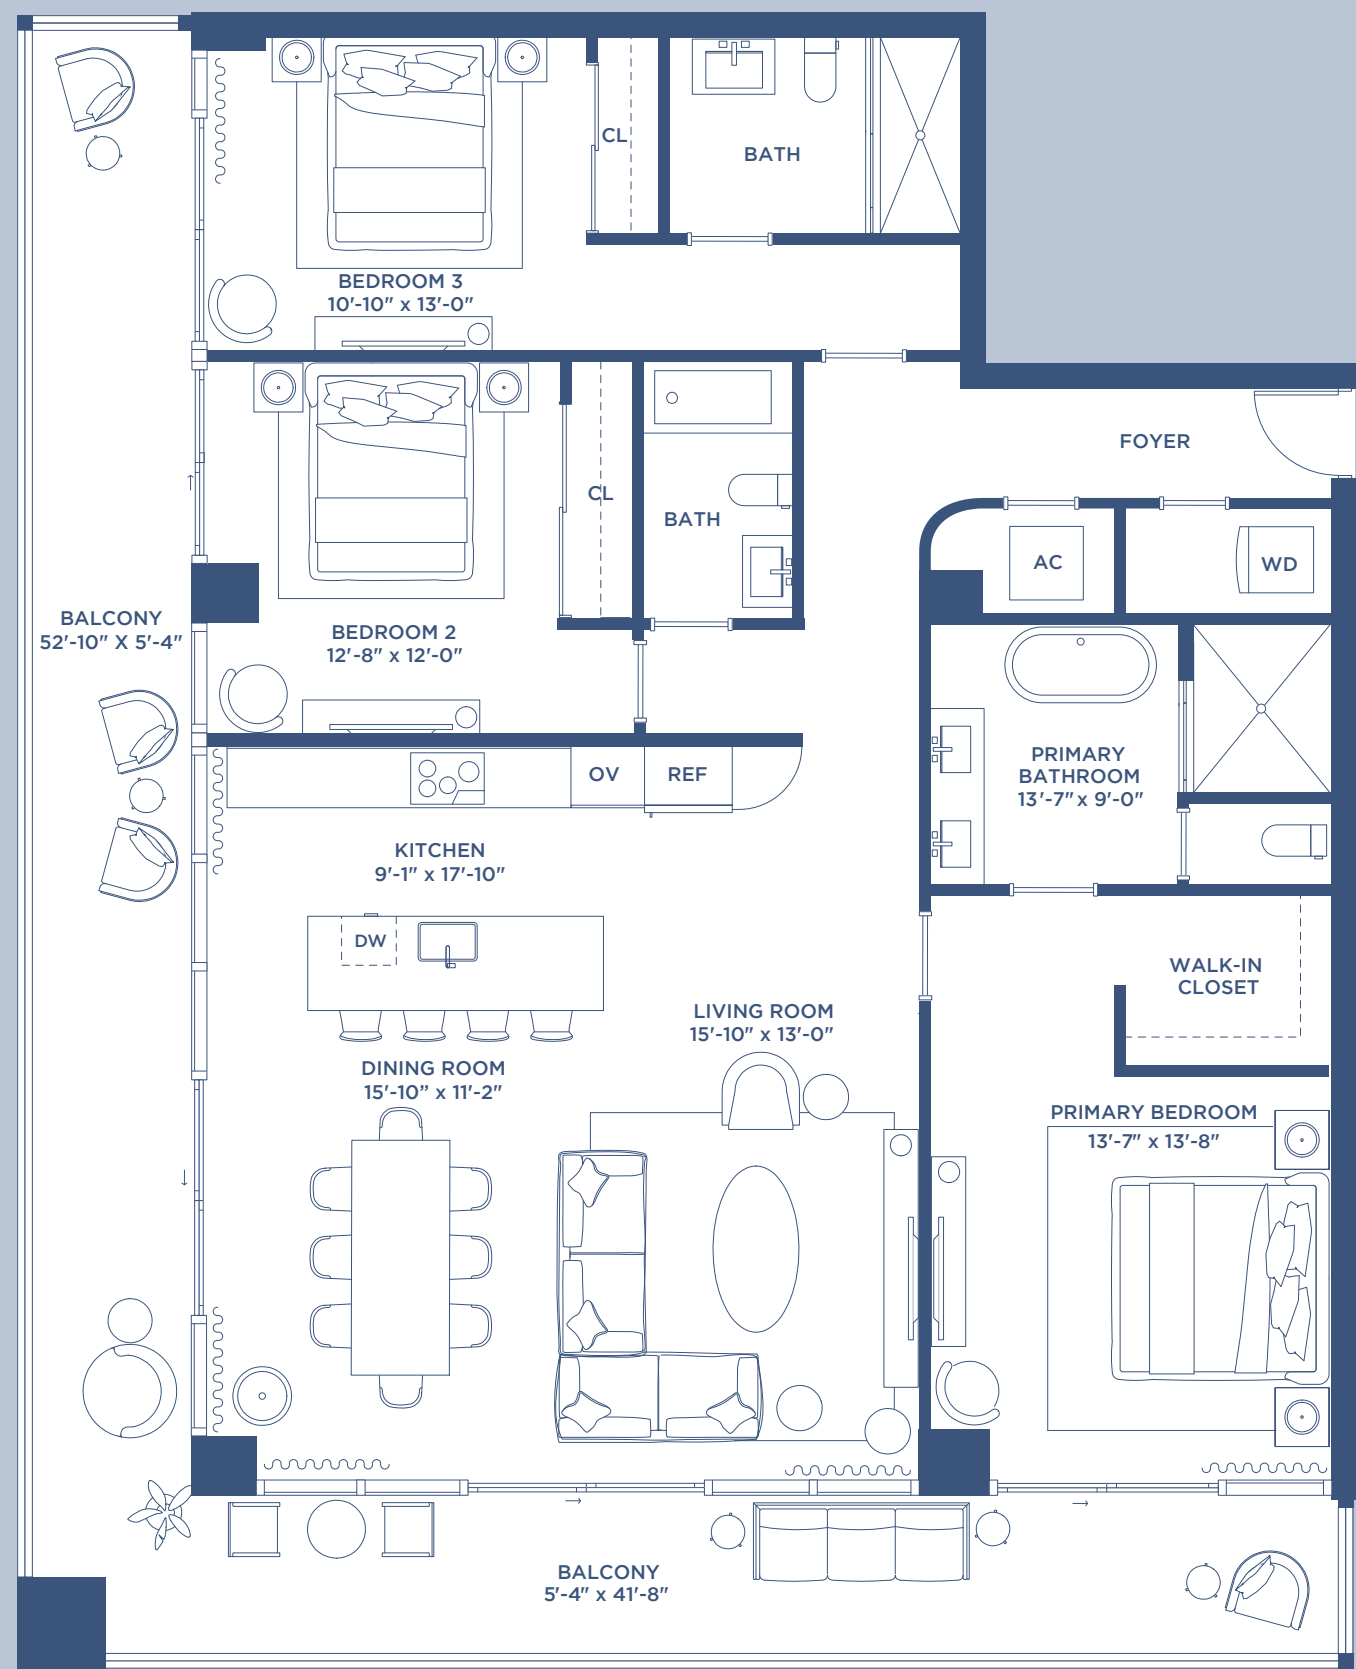 CL
BATH
BEDROOM 3
10'-10" x 13'-0"
FOYER
CL
BATH
AC
WD
BALCONY
52'-10" X 5'-4"
BEDROOM 2
12'-8" x 12'-0"
OV
REF
PRIMARY
BATHROOM
13'-7" x 9'-0"
KITCHEN
9'-1" x 17'-10"
DW
WALK-IN
CLOSET
LIVING ROOM
15'-10" x 13'-0"
DINING ROOM
15'-10” x 11'-2"
PRIMARY BEDROOM
13'-7" x 13'-8"
BALCONY
5'-4" x 41'-8"